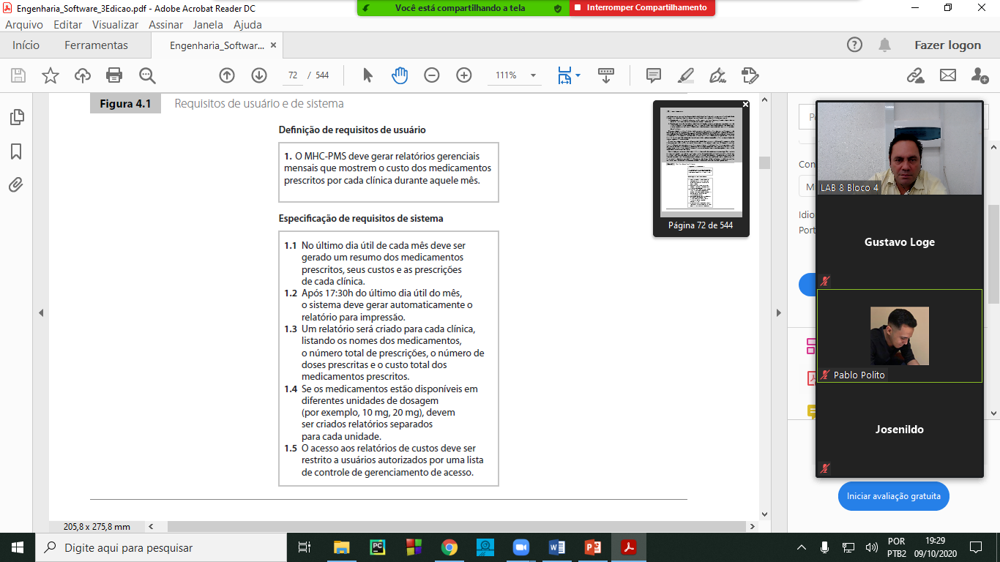 Engenharia_Software_3Edicao.pdf - Adobe Acrobat Reader DC
Você está compartilhando a tela
Interromper Compartilhamento
Arquivo Editar Visualizar Assinar Janela Ajuda
Início Ferramentas Engenharia_Softwar... Fazer logon
72 / 544 111%
Figura 4.1 Requisitos de usuário e de sistema
Definição de requisitos de usuário
1. O MHC-PMS deve gerar relatórios gerenciais
mensais que mostrem o custo dos medicamentos
prescritos por cada clínica durante aquele mês.
Especificação de requisitos de sistema
1.1 No último dia útil de cada mês deve ser
gerado um resumo dos medicamentos
prescritos, seus custos e as prescrições
de cada clínica.
1.2 Após 17:30h do último dia útil do mês,
o sistema deve gerar automaticamente o
relatório para impressão.
1.3 Um relatório será criado para cada clínica,
listando os nomes dos medicamentos,
o número total de prescrições, o número de
doses prescritas e o custo total dos
medicamentos prescritos.
1.4 Se os medicamentos estão disponíveis em
diferentes unidades de dosagem
(por exemplo, 10 mg, 20 mg), devem
ser criados relatórios separados
para cada unidade.
1.5 O acesso aos relatórios de custos deve ser
restrito a usuários autorizados por uma lista
de controle de gerenciamento de acesso.
Página 72 de 544
Con
M
Idio
Port
LAB 8 Bloco 4
Gustavo Loge
Pablo Polito
Josenildo
Iniciar avaliação gratuita
205,8 x 275,8 mm
Digite aqui para pesquisar
PC
POR
PTB2
19:29
09/10/2020